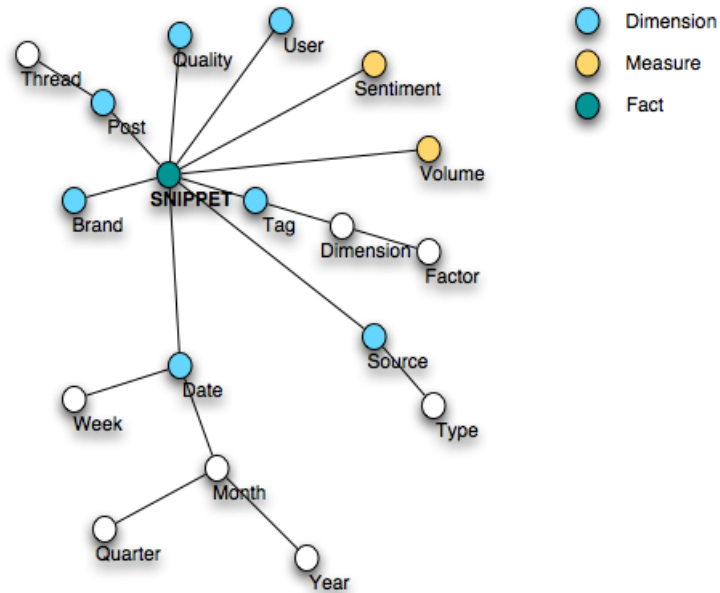 User
Dimension
Quality
Thread
Measure
Sentiment
Fact
Post
Volume
SNIPPET
Brand
Tag
Dimension
Factor
Source
Date
Week
Type
Month
Quarter
Year